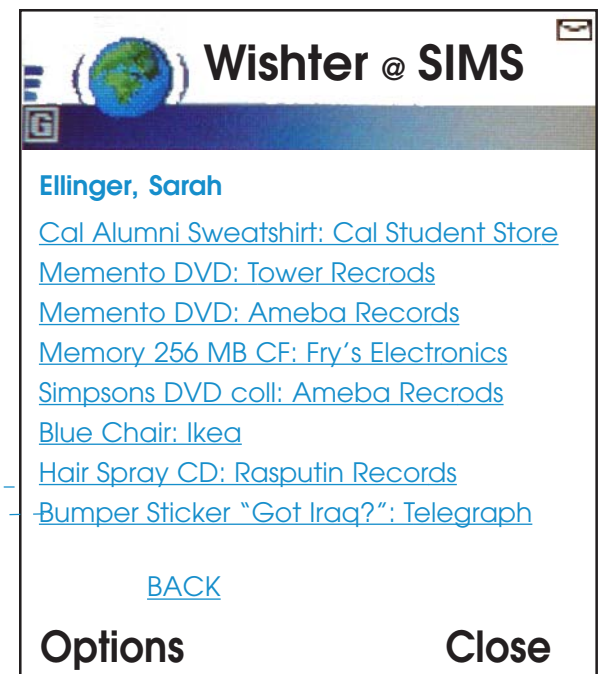 Wishter @ SIMS
G
Ellinger, Sarah
Cal Alumni Sweatshirt: Cal Student Store
Memento DVD: Tower Recrods
Memento DVD: Ameba Records
Memory 256 MB CF: Fry’s Electronics
Simpsons DVD coll: Ameba Recrods
Blue Chair: Ikea
Hair Spray CD: Rasputin Records
Bumper Sticker “Got Iraq?”: Telegraph
BACK
Options Close